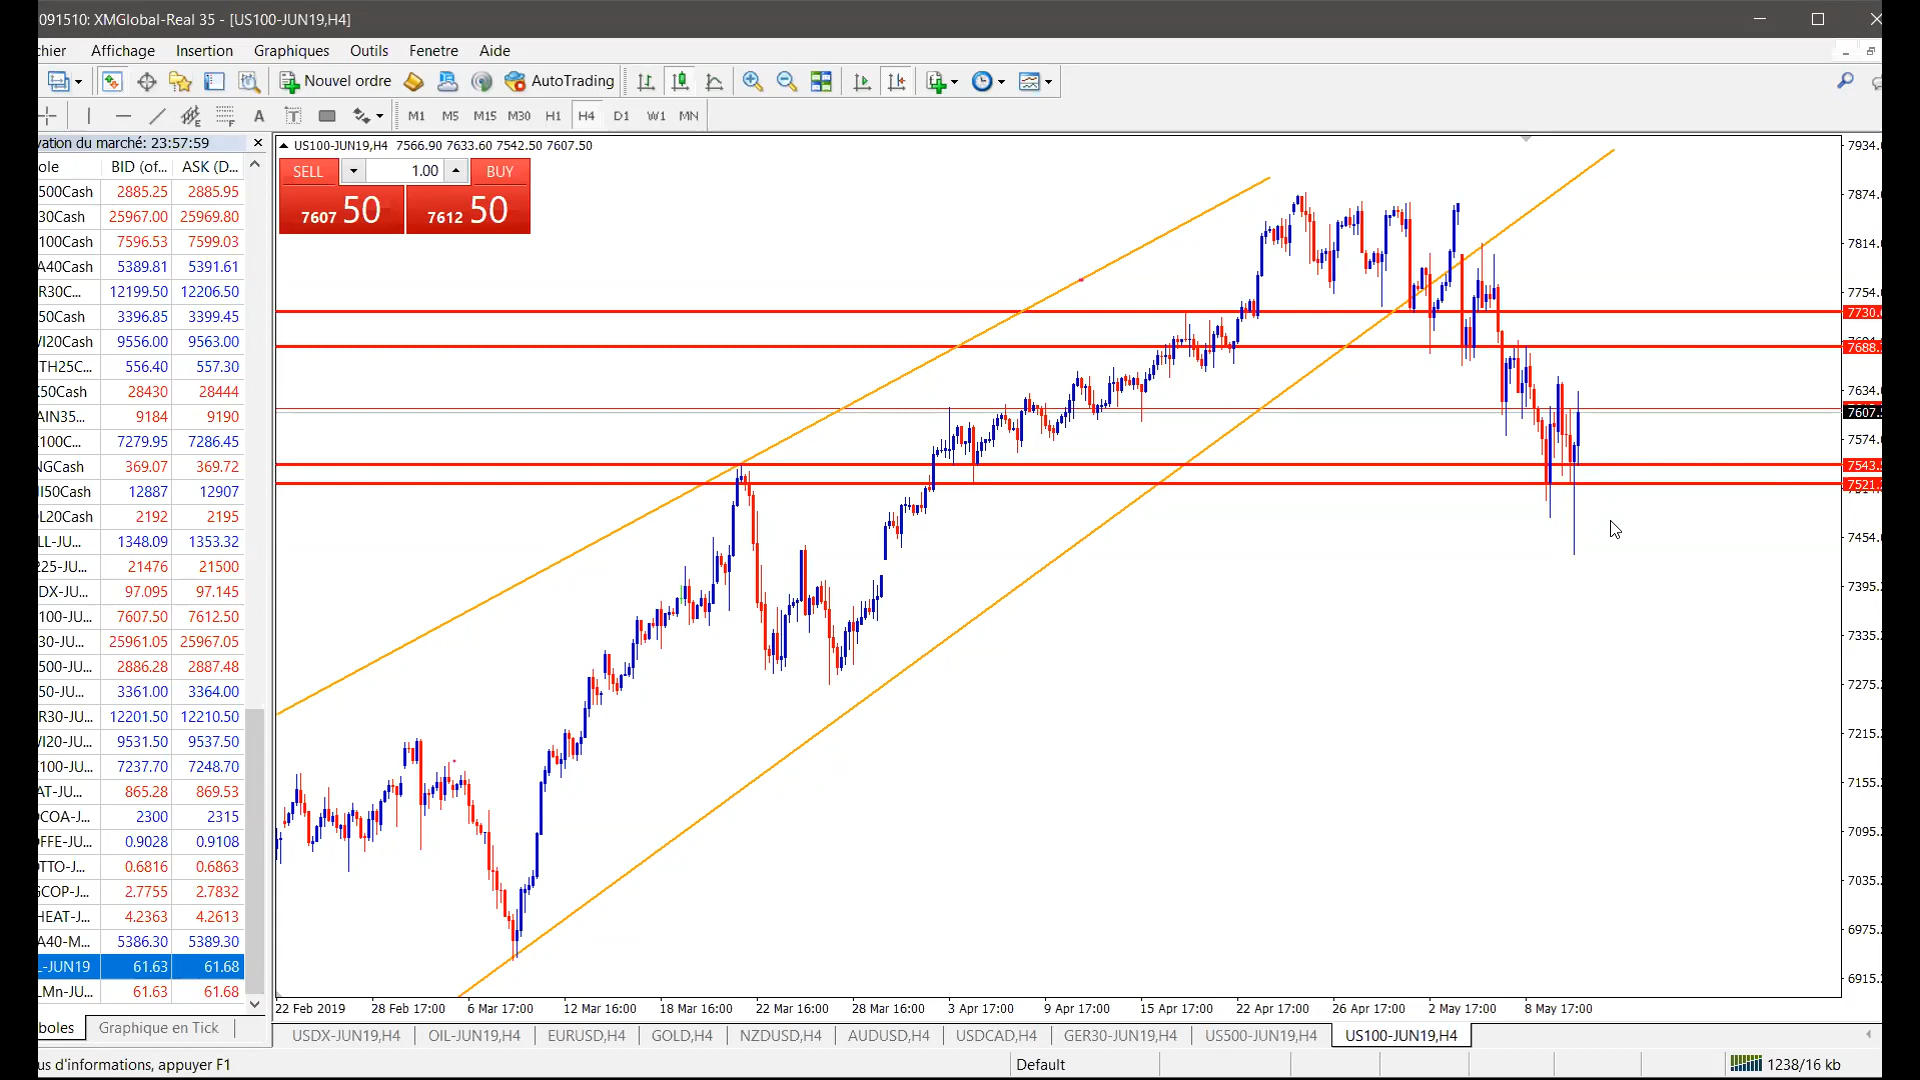 091510: XMGlobal-Real 35 - [US100-JUN19,H4]
chier Affichage Insertion Graphiques Outils Fenetre Aide
Nouvel ordre AutoTrading
A T M1 M5 M15 M30 H1 H4 D1 W1 MN
vation du marché: 23:57:59
ole BID (of... ASK (D...
500Cash 2885.25 2885.95
30Cash 25967.00 25969.80
100Cash 7596.53 7599.03
A40Cash 5389.81 5391.61
R30C... 12199.50 12206.50
50Cash 3396.85 3399.45
VI20Cash 9556.00 9563.00
TH25C... 556.40 557.30
K50Cash 28430 28444
AIN35... 9184 9190
100C... 7279.95 7286.45
NGCash 369.07 369.72
I50Cash 12887 12907
OL20Cash 2192 2195
LL-JU... 1348.09 1353.32
225-JU... 21476 21500
DX-JU... 97.095 97.145
100-JU... 7607.50 7612.50
30-JU... 25961.05 25967.05
500-JU... 2886.28 2887.48
50-JU... 3361.00 3364.00
R30-JU... 12201.50 12210.50
VI20-JU... 9531.50 9537.50
100-JU... 7237.70 7248.70
AT-JU... 865.28 869.53
OCOA-J... 2300 2315
OFFE-JU... 0.9028 0.9108
OTTO-J... 0.6816 0.6863
GCOP-J... 2.7755 2.7832
HEAT-J... 4.2363 4.2613
A40-M... 5386.30 5389.30
L-JUN19 61.63 61.68
LMn-JU... 61.63 61.68
boles Graphique en Tick
US100-JUN19,H4 7566.90 7633.60 7542.50 7607.50
SELL 1.00 BUY
7607 50 7612 50
7934.
7874.
7814.
7754.
7730.
7688.
7634.
7607.
7574.
7543.
7521.
7454.
7395.
7335.
7275.
7215.
7155.
7095.
7035.
6975.
6915.
22 Feb 2019 28 Feb 17:00 6 Mar 17:00 12 Mar 16:00 18 Mar 16:00 22 Mar 16:00 28 Mar 16:00 3 Apr 17:00 9 Apr 17:00 15 Apr 17:00 22 Apr 17:00 26 Apr 17:00 2 May 17:00 8 May 17:00
USDX-JUN19,H4 OIL-JUN19,H4 EURUSD,H4 GOLD,H4 NZDUSD,H4 AUDUSD,H4 USDCAD,H4 GER30-JUN19,H4 US500-JUN19,H4 US100-JUN19,H4
us d'informations, appuyer F1 Default 1238/16 kb